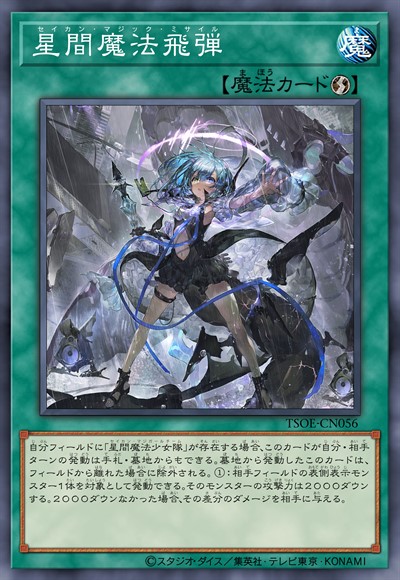 セイカン・マジック・ミサイル
星間魔法飛弾
魔
まほう
【魔法カード】
TSOE-CN056
自分フィールドに「星間魔法少女隊」が存在する場合、このカードが自分・相手
ターンの発動は手札・墓地からもできる。墓地から発動したこのカードは、
フィールドから離れた場合に除外される。①：相手フィールドの表側表示モン
スター1体を対象として発動できる。そのモンスターの攻撃力は2000ダウン
する。2000ダウンなかった場合、その差分のダメージを相手に与える。
©スタジオ・ダイス／集英社・テレビ東京・KONAMI